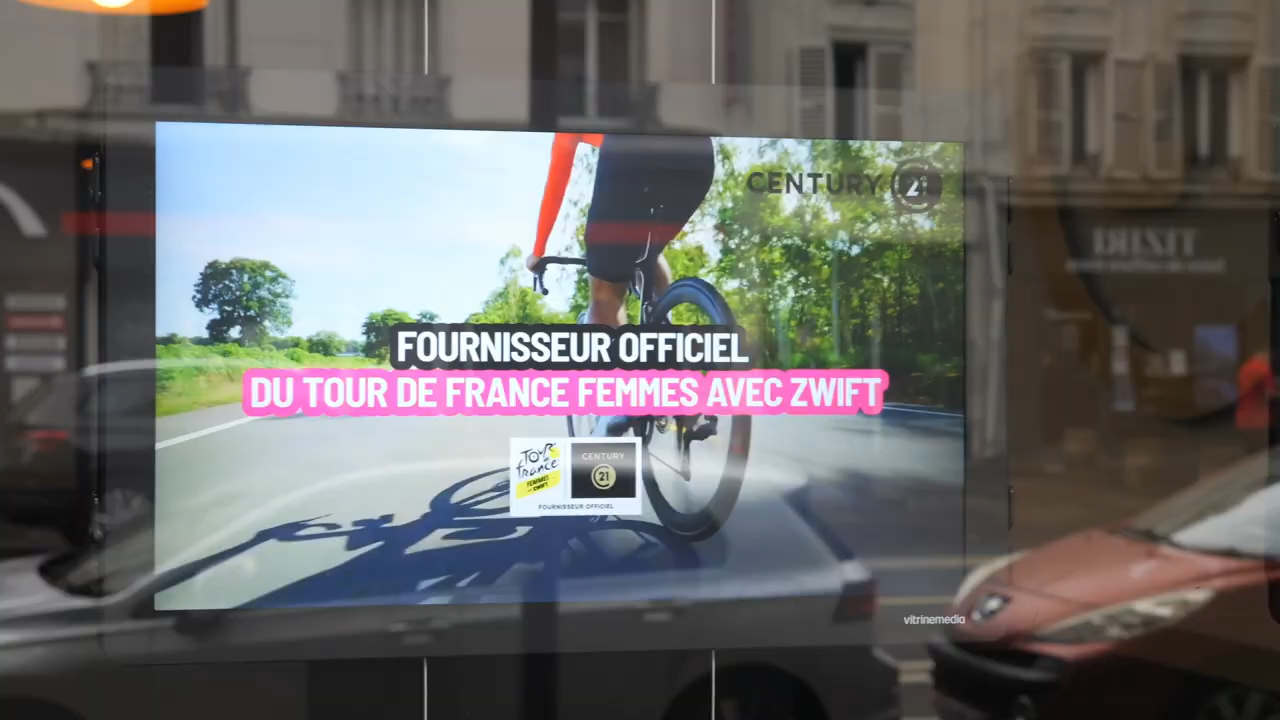 CENTURY 21
FOURNISSEUR OFFICIEL
DU TOUR DE FRANCE FEMMES AVEC ZWIFT
TOUR
de
france
FEMMES
avec ZWIFT
CENTURY
21
FOURNISSEUR OFFICIEL
vitrinemedia